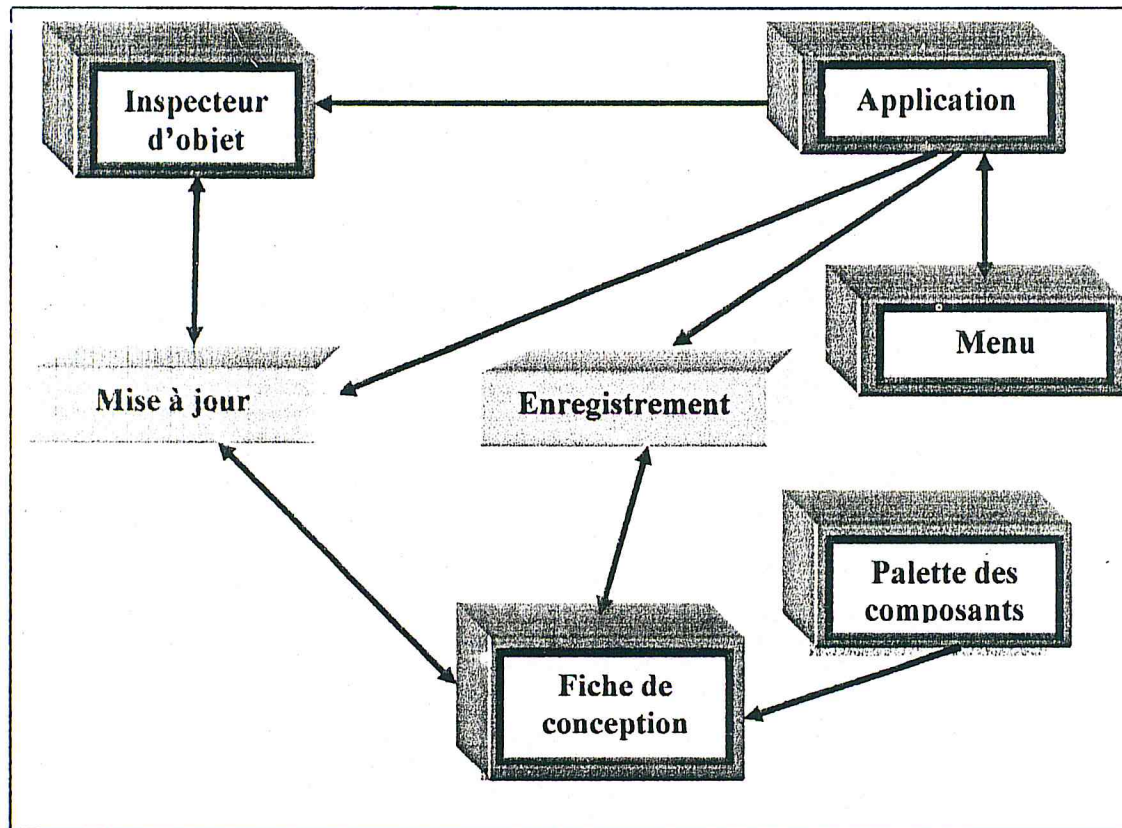 Inspecteur
d'objet
Application
Menu
Mise à jour
Enregistrement
Palette des
composants
Fiche de
conception